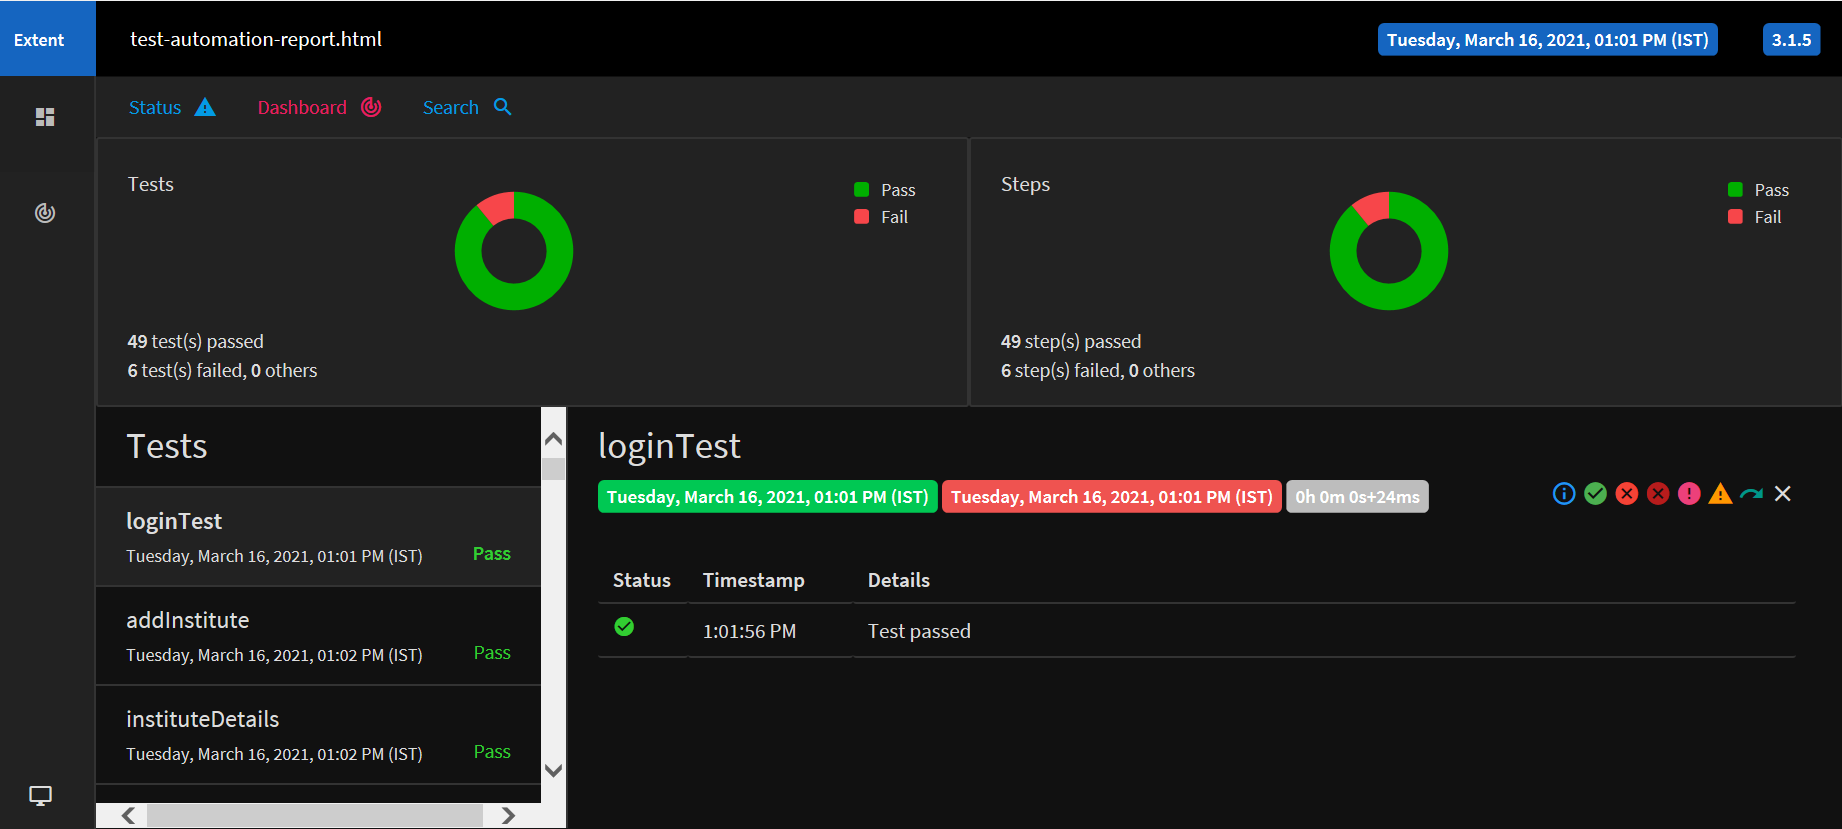 Extent
test-automation-report.html
Tuesday, March 16, 2021, 01:01 PM (IST)
3.1.5
Status
Dashboard
Search
Tests
Pass
Fail
49 test(s) passed
6 test(s) failed, 0 others
Steps
Pass
Fail
49 step(s) passed
6 step(s) failed, 0 others
Tests
loginTest
Tuesday, March 16, 2021, 01:01 PM (IST)
Pass
addInstitute
Tuesday, March 16, 2021, 01:02 PM (IST)
Pass
instituteDetails
Tuesday, March 16, 2021, 01:02 PM (IST)
Pass
loginTest
Tuesday, March 16, 2021, 01:01 PM (IST) Tuesday, March 16, 2021, 01:01 PM (IST) 0h 0m 0s+24ms
Status Timestamp Details
1:01:56 PM Test passed